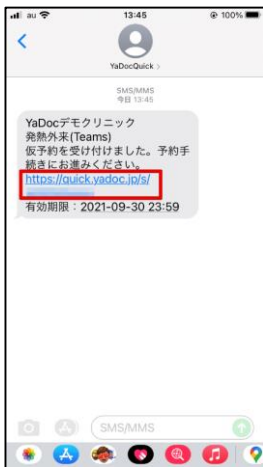 au 13:45 100%
YaDocQuick >
SMS/MMS
今日 13:45
YaDocデモクリニック
発熱外来(Teams)
仮予約を受け付けました。予約手
続きにお進みください。
https://quick.yadoc.jp/s/
有効期限：2021-09-30 23:59
SMS/MMS